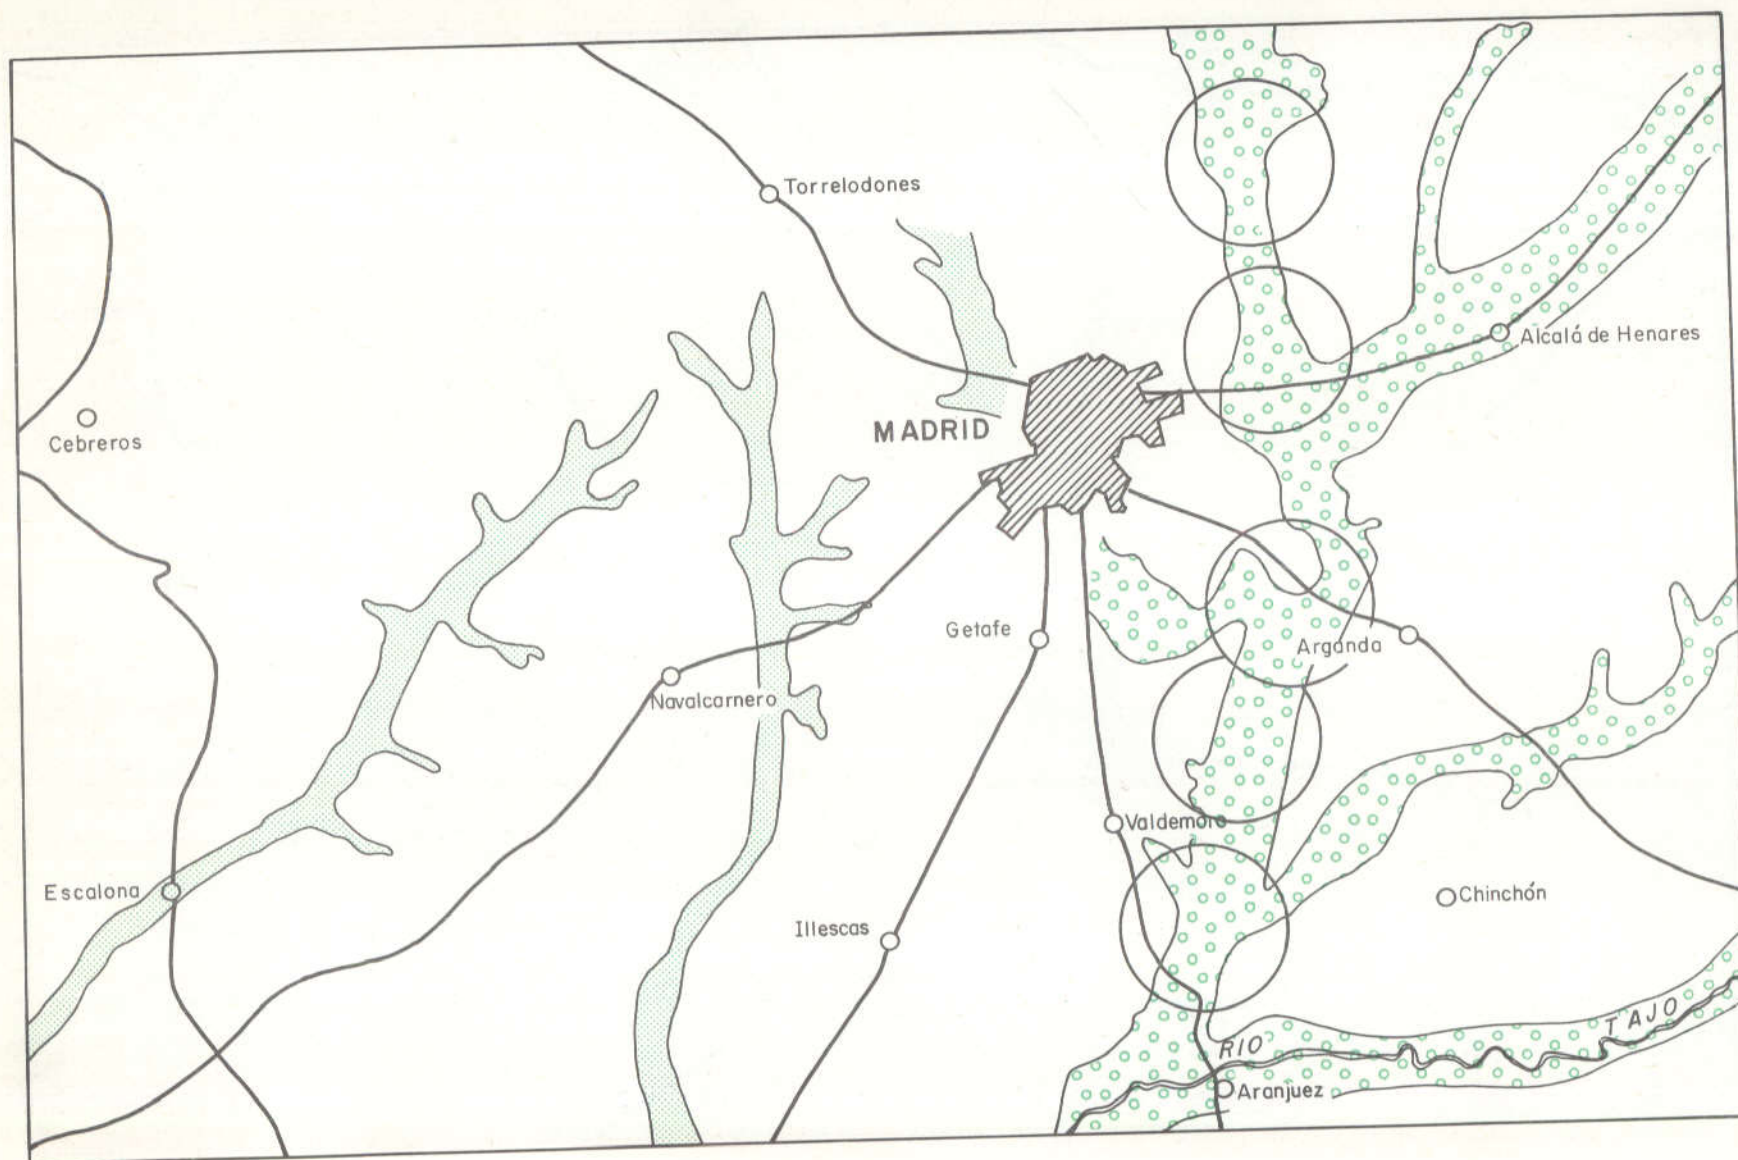 Torrelodones
Alcalá de Henares
MADRID
Cebreros
Getafe
Arganda
Navalcarnero
Valdemoro
Escalona
Chinchón
Illescas
RIO TAJO
Aranjuez